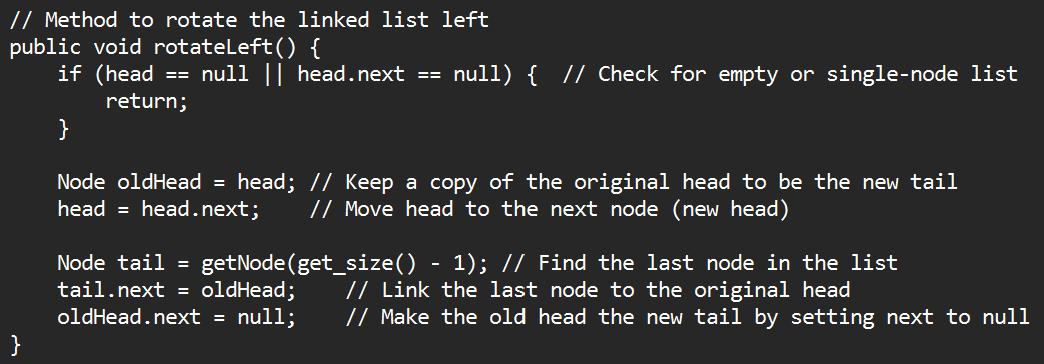 // Method to rotate the linked list left
public void rotateLeft() {
    if (head == null || head.next == null) {  // Check for empty or single-node list
        return;
    }

    Node oldHead = head; // Keep a copy of the original head to be the new tail
    head = head.next;    // Move head to the next node (new head)

    Node tail = getNode(get_size() - 1); // Find the last node in the list
    tail.next = oldHead;    // Link the last node to the original head
    oldHead.next = null;    // Make the old head the new tail by setting next to null
}